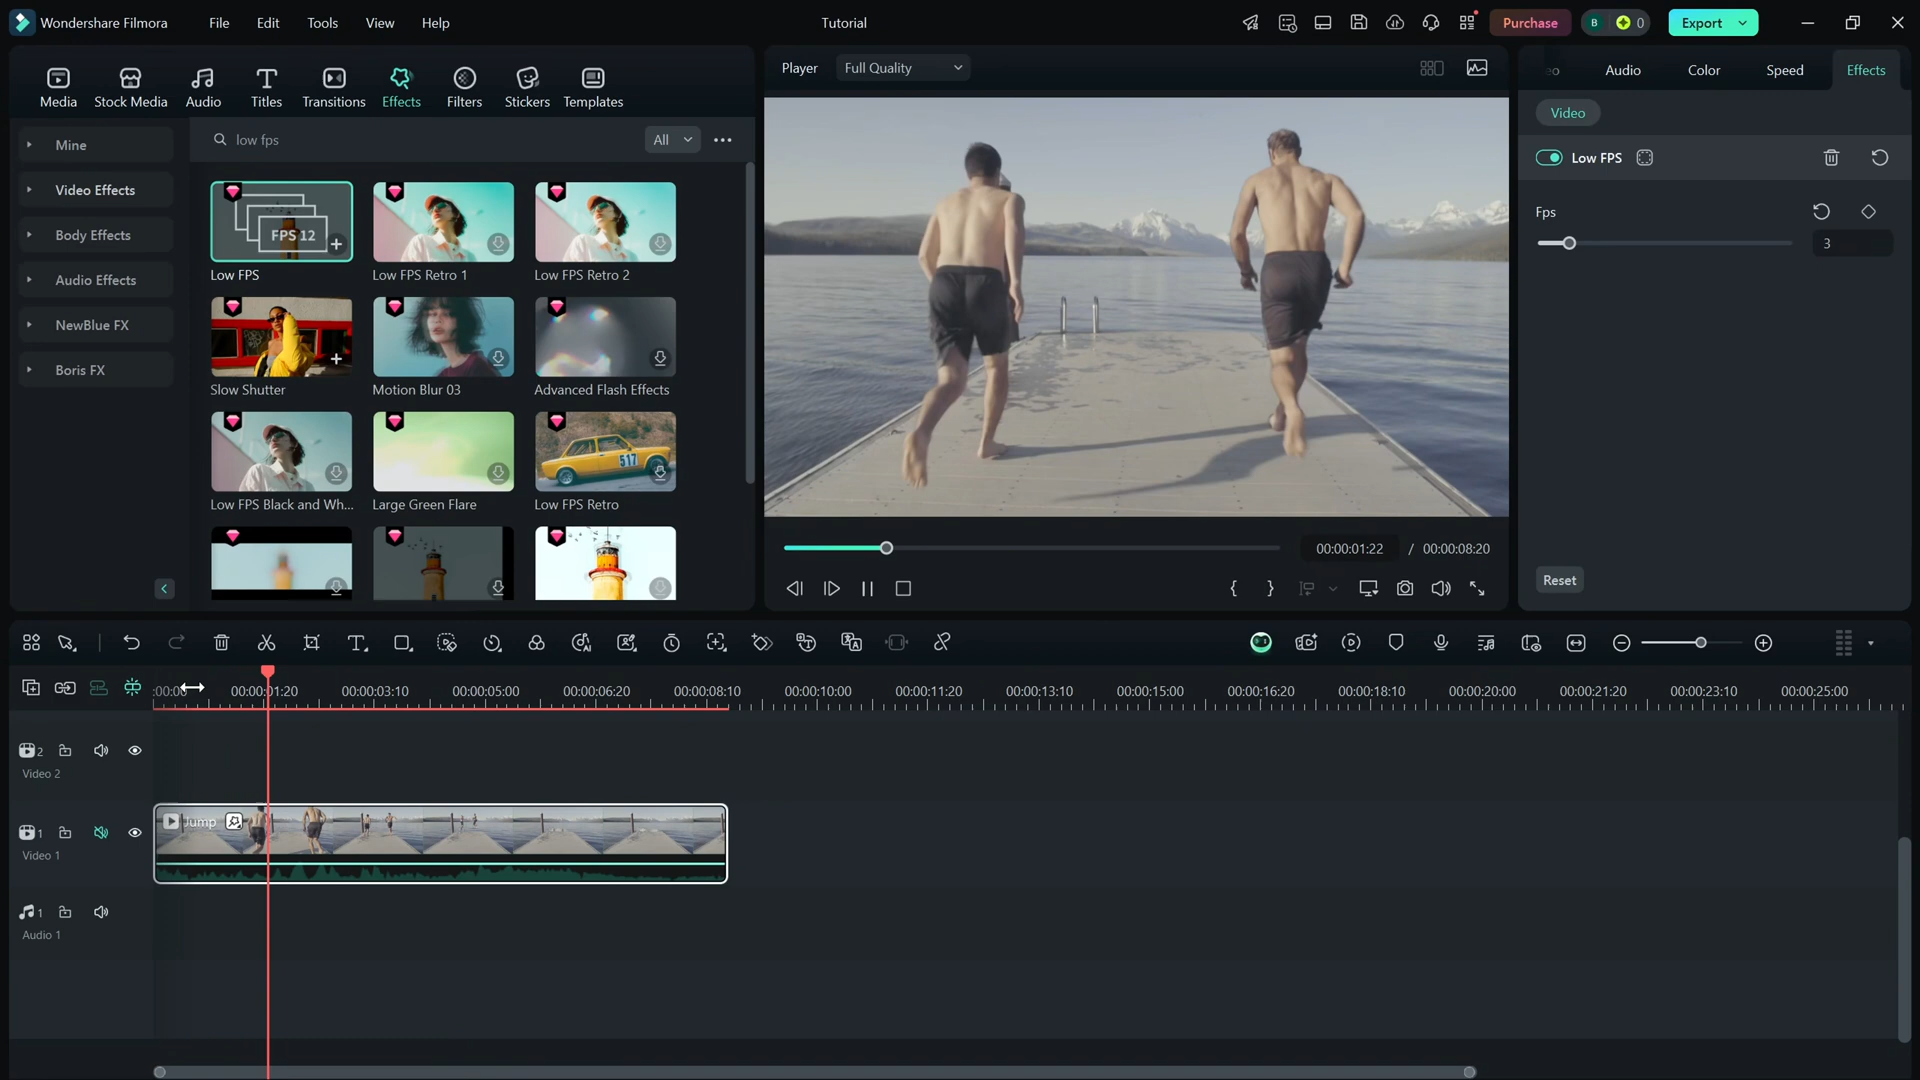 Wondershare Filmora File Edit Tools View Help Tutorial Purchase B 0 Export
Media Stock Media Audio Titles Transitions Effects Filters Stickers Templates
Player Full Quality
eo Audio Color Speed Effects
Video
low fps All
Mine
Video Effects
Body Effects
Audio Effects
NewBlue FX
Boris FX
FPS 12
Low FPS Low FPS Retro 1 Low FPS Retro 2
Slow Shutter Motion Blur 03 Advanced Flash Effects
517
Low FPS Black and Wh... Large Green Flare Low FPS Retro
Low FPS
Fps
3
Reset
00:00:01:22 / 00:00:08:20
:00:00 00:00:01:20 00:00:03:10 00:00:05:00 00:00:06:20 00:00:08:10 00:00:10:00 00:00:11:20 00:00:13:10 00:00:15:00 00:00:16:20 00:00:18:10 00:00:20:00 00:00:21:20 00:00:23:10 00:00:25:00
2
Video 2
1
Jump
Video 1
1
Audio 1